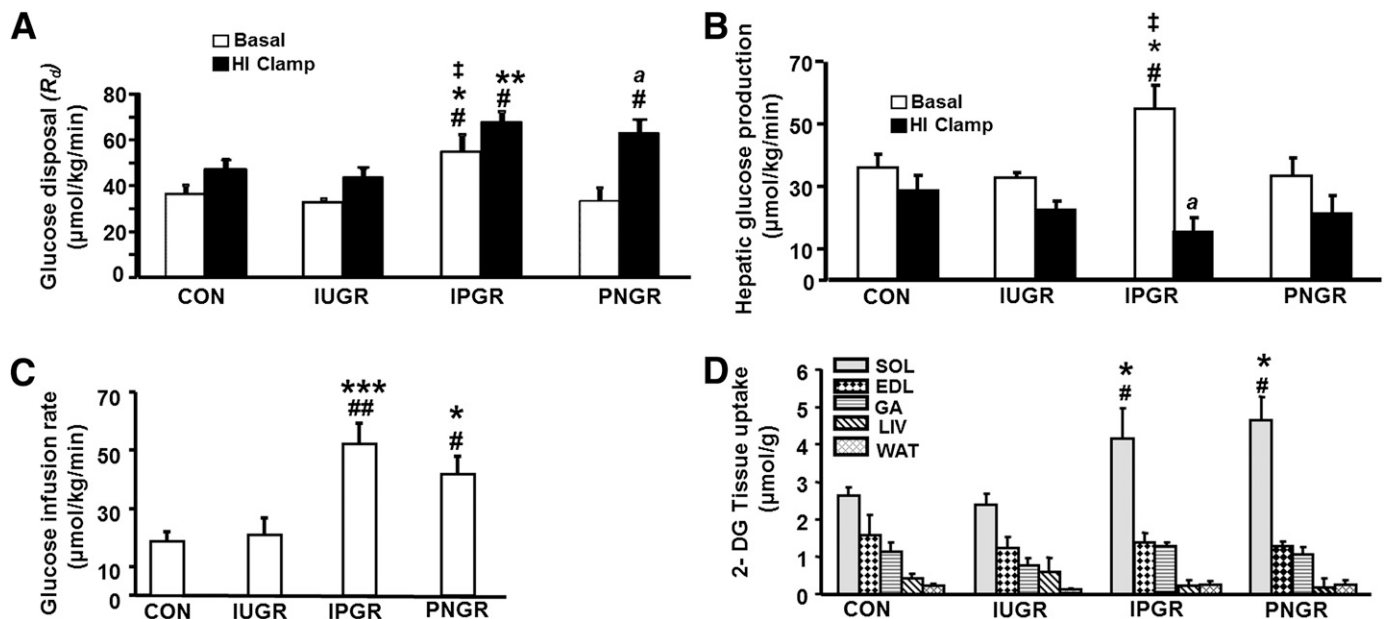 A
Basal
HI Clamp
Glucose disposal (Rd)
(μmol/kg/min)
100
80
60
40
20
0
‡
*
#
**
#
a
#
CON IUGR IPGR PNGR
B
Basal
HI Clamp
Hepatic glucose production
(μmol/kg/min)
70
50
30
10
0
‡
*
#
a
CON IUGR IPGR PNGR
C
Glucose infusion rate
(μmol/kg/min)
70
50
30
10
0
***
##
*
#
CON IUGR IPGR PNGR
D
SOL
EDL
GA
LIV
WAT
2- DG Tissue uptake
(μmol/g)
6
5
4
3
2
1
0
*
#
*
#
CON IUGR IPGR PNGR